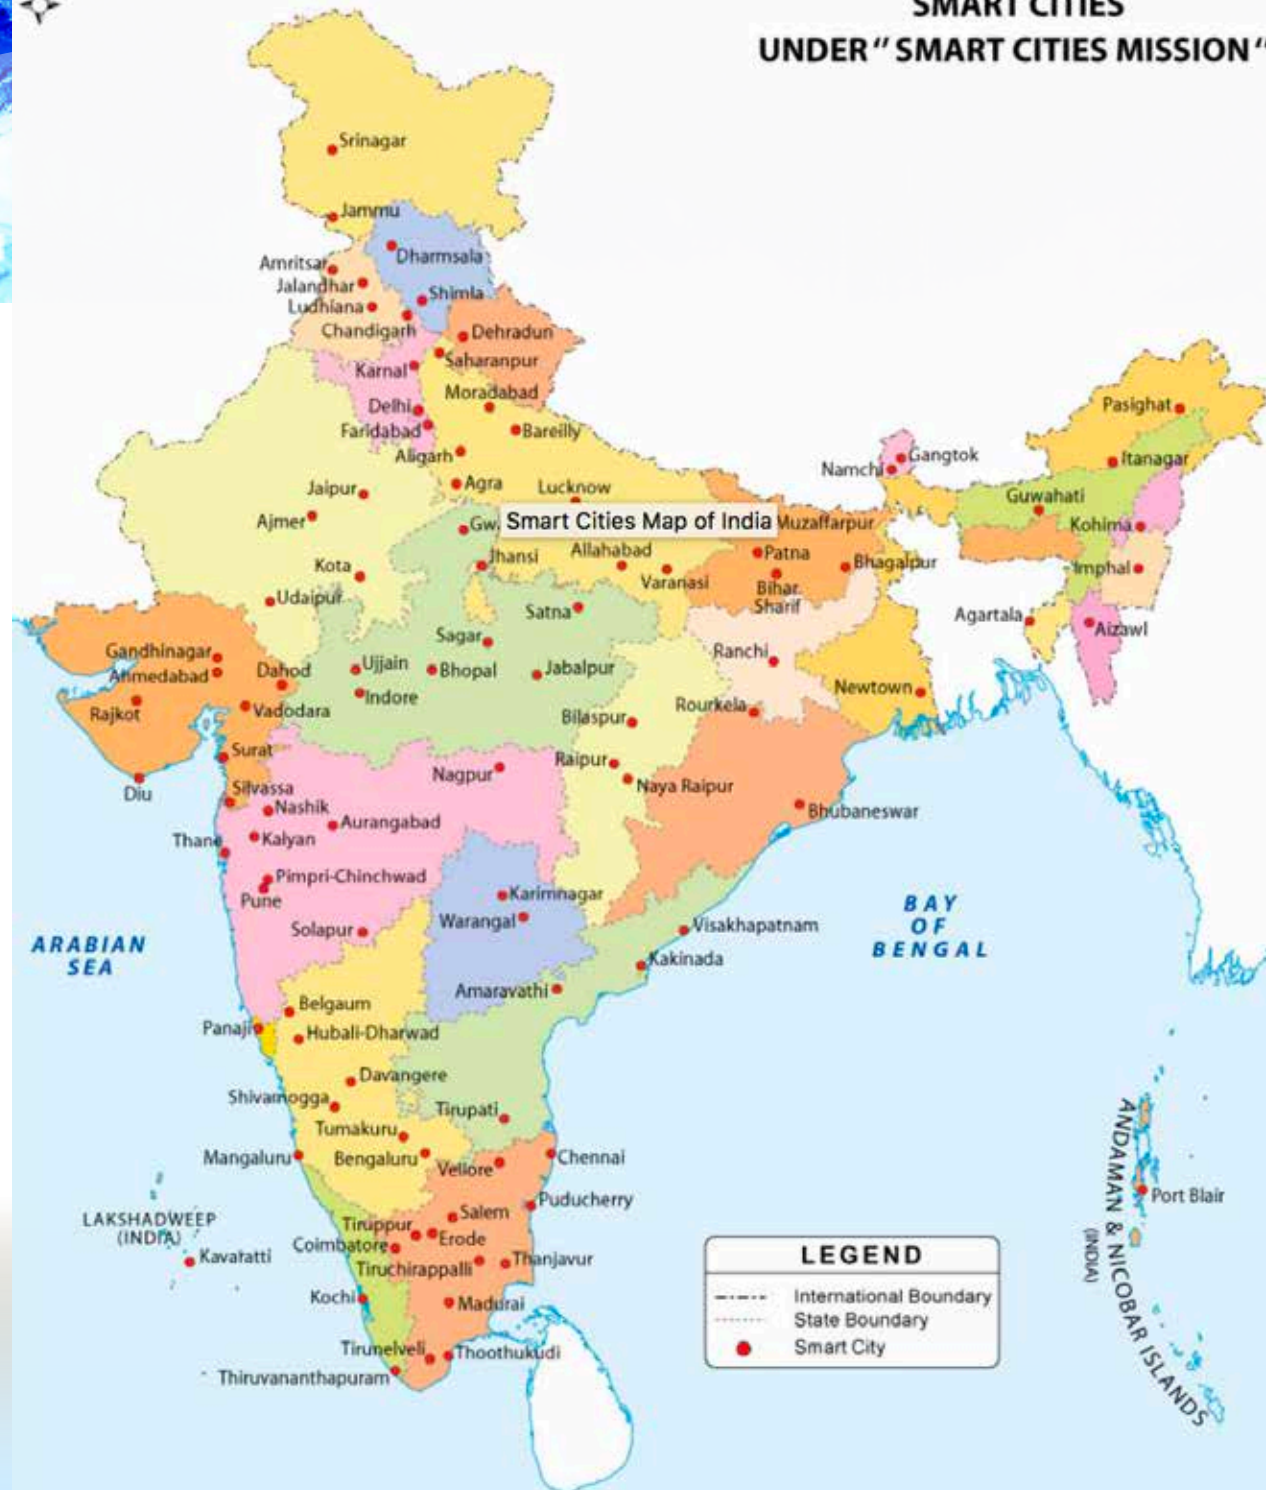 SMART CITIES
UNDER "SMART CITIES MISSION"
Srinagar
Jammu
Dharmsala
Amritsar
Jalandhar
Ludhiana
Shimla
Chandigarh
Dehradun
Saharanpur
Karnal
Moradabad
Delhi
Faridabad
Bareilly
Aligarh
Pasighat
Gangtok
Namchi
Itanagar
Agra
Lucknow
Jaipur
Guwahati
Ajmer
Gw
Smart Cities Map of India
Muzaffarpur
Kohima
Jhansi
Allahabad
Patna
Bhagalpur
Kota
Varanasi
Bihar
Sharif
Imphal
Udaipur
Satna
Agartala
Aizawl
Sagar
Gandhinagar
Ahmedabad
Dahod
Ujjain
Bhopal
Jabalpur
Ranchi
Indore
Newtown
Rajkot
Vadodara
Bilaspur
Rourkela
Surat
Raipur
Nagpur
Naya Raipur
Diu
Silvassa
Nashik
Bhubaneswar
Aurangabad
Thane
Kalyan
Pimpri-Chinchwad
Pune
Karimnagar
Warangal
Solapur
Visakhapatnam
ARABIAN
SEA
BAY
OF
BENGAL
Kakinada
Amaravathi
Belgaum
Panaji
Hubali-Dharwad
Davangere
Shivamogga
Tirupati
Tumakuru
Mangaluru
Bengaluru
Vellore
Chennai
Puducherry
Port Blair
ANDAMAN & NICOBAR ISLANDS
(INDIA)
LAKSHADWEEP
(INDIA)
Kavaratti
Salem
Tiruppur
Erode
Coimbatore
Tiruchirappalli
Thanjavur
Kochi
Madurai
Tirunelveli
Thoothukudi
Thiruvananthapuram
LEGEND
International Boundary
State Boundary
Smart City